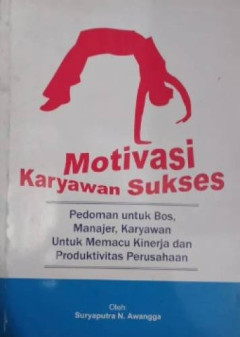 Motivasi
Karyawan Sukses
Pedoman untuk Bos,
Manajer, Karyawan
Untuk Memacu Kinerja dan
Produktivitas Perusahaan
Oleh:
Suryaputra N. Awangga